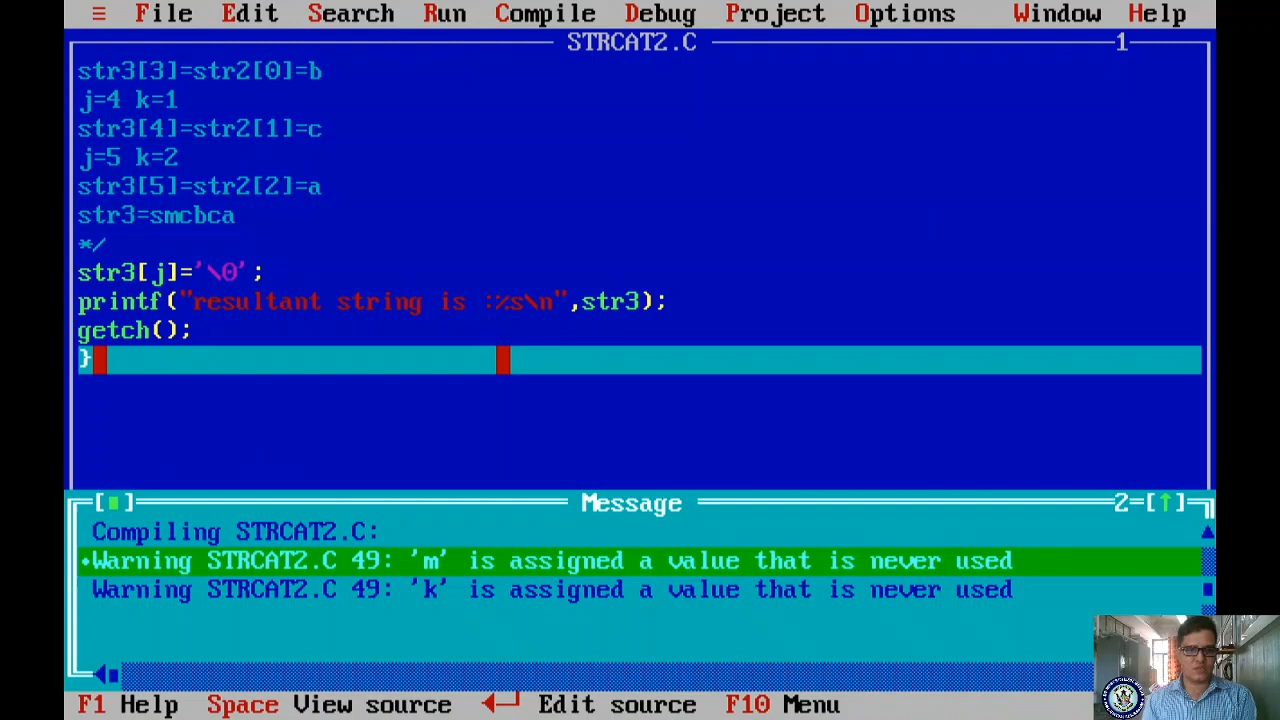 ≡ File Edit Search Run Compile Debug Project Options Window Help
STRCAT2.C 1
str3[3]=str2[0]=b
j=4 k=1
str3[4]=str2[1]=c
j=5 k=2
str3[5]=str2[2]=a
str3=smcbca
*/
str3[j]='\0';
printf("resultant string is :%s\n",str3);
getch();
}
Message 2=[↑]
Compiling STRCAT2.C:
•Warning STRCAT2.C 49: 'm' is assigned a value that is never used
Warning STRCAT2.C 49: 'k' is assigned a value that is never used
F1 Help Space View source ◄─┘ Edit source F10 Menu